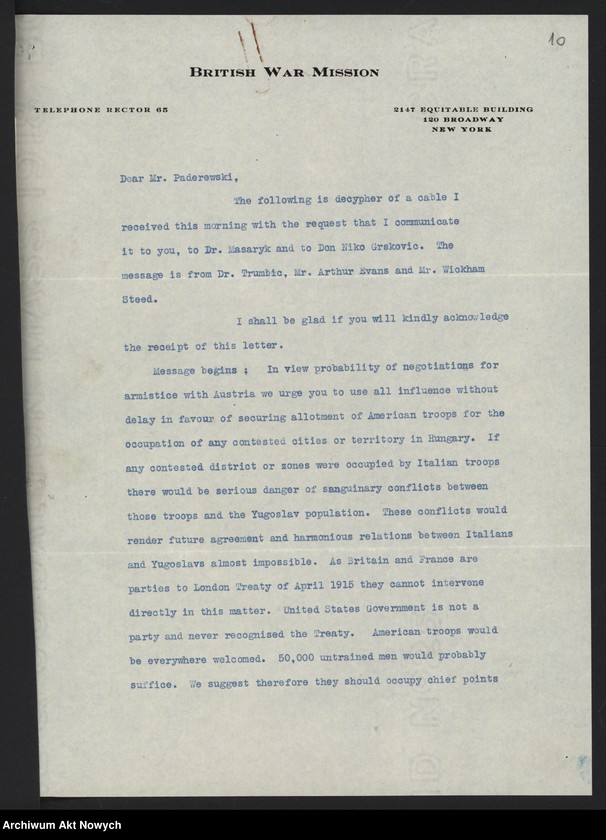 10
BRITISH WAR MISSION
TELEPHONE RECTOR 65
2147 EQUITABLE BUILDING
120 BROADWAY
NEW YORK
Dear Mr. Paderewski,
The following is decypher of a cable I
received this morning with the request that I communicate
it to you, to Dr. Masaryk and to Don Niko Grskovic. The
message is from Dr. Trumbic, Mr. Arthur Evans and Mr. Wickham
Steed.
I shall be glad if you will kindly acknowledge
the receipt of this letter.
Message begins : In view probability of negotiations for
armistice with Austria we urge you to use all influence without
delay in favour of securing allotment of American troops for the
occupation of any contested cities or territory in Hungary. If
any contested district or zones were occupied by Italian troops
there would be serious danger of sanguinary conflicts between
those troops and the Yugoslav population. These conflicts would
render future agreement and harmonious relations between Italians
and Yugoslavs almost impossible. As Britain and France are
parties to London Treaty of April 1915 they cannot intervene
directly in this matter. United States Government is not a
party and never recognised the Treaty. American troops would
be everywhere welcomed. 50,000 untrained men would probably
suffice. We suggest therefore they should occupy chief points
Archiwum Akt Nowych